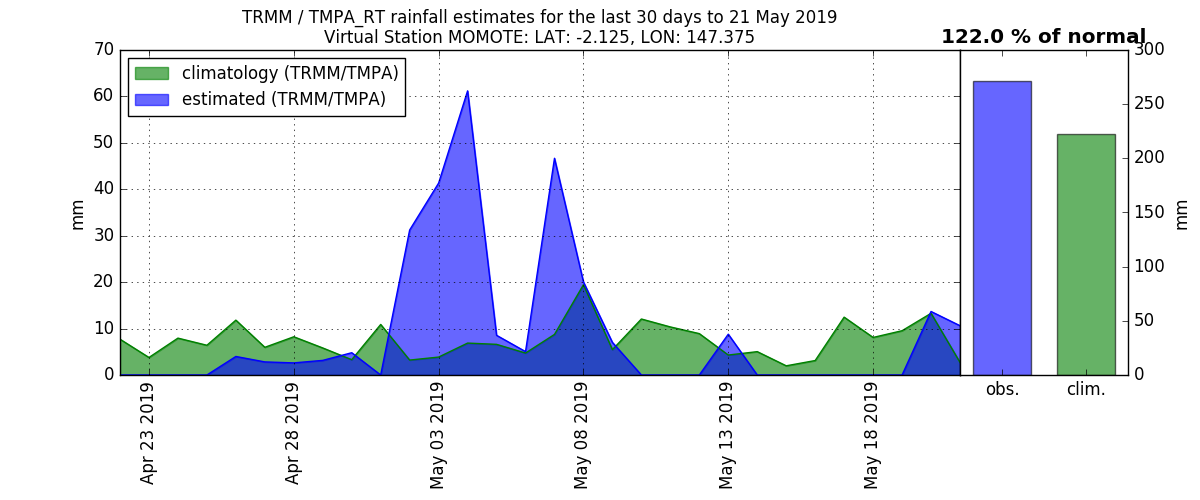 TRMM / TMPA_RT rainfall estimates for the last 30 days to 21 May 2019
Virtual Station MOMOTE: LAT: -2.125, LON: 147.375
122.0 % of normal
climatology (TRMM/TMPA)
estimated (TRMM/TMPA)
70
60
50
40
30
20
10
0
mm
Apr 23 2019
Apr 28 2019
May 03 2019
May 08 2019
May 13 2019
May 18 2019
300
250
200
150
100
50
0
mm
obs.
clim.